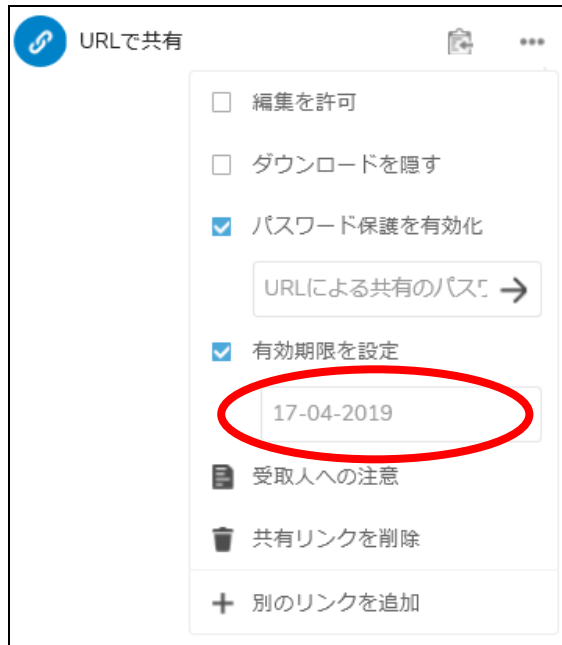 URLで共有
編集を許可
ダウンロードを隠す
パスワード保護を有効化
URLによる共有のパス
有効期限を設定
17-04-2019
受取人への注意
共有リンクを削除
別のリンクを追加